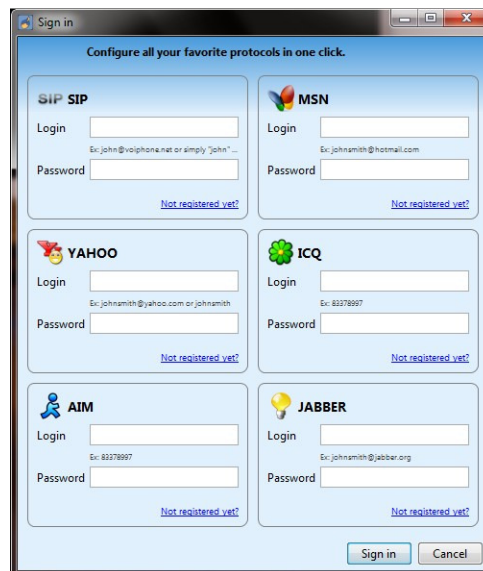 Sign in
Configure all your favorite protocols in one click.
SIP SIP
Login
Ex: john@voiphone.net or simply "john" ...
Password
Not registered yet?
MSN
Login
Ex: johnsmith@hotmail.com
Password
Not registered yet?
YAHOO
Login
Ex: johnsmith@yahoo.com or johnsmith
Password
Not registered yet?
ICQ
Login
Ex: 83378997
Password
Not registered yet?
AIM
Login
Ex: 83378997
Password
Not registered yet?
JABBER
Login
Ex: johnsmith@jabber.org
Password
Not registered yet?
Sign in
Cancel